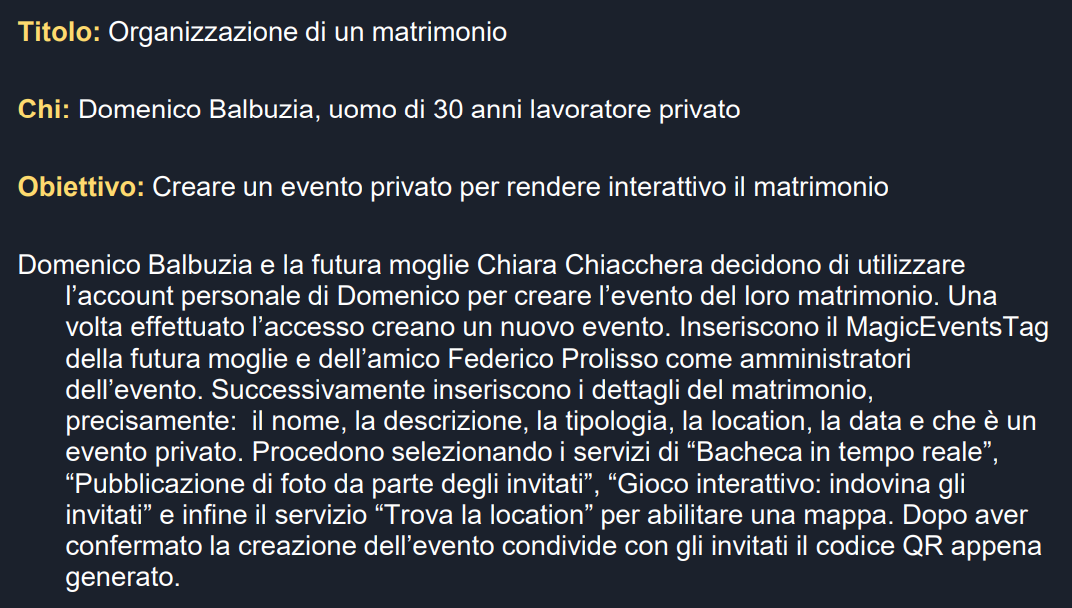 Titolo: Organizzazione di un matrimonio
Chi: Domenico Balbuzia, uomo di 30 anni lavoratore privato
Obiettivo: Creare un evento privato per rendere interattivo il matrimonio
Domenico Balbuzia e la futura moglie Chiara Chiacchera decidono di utilizzare
l’account personale di Domenico per creare l’evento del loro matrimonio. Una
volta effettuato l’accesso creano un nuovo evento. Inseriscono il MagicEventsTag
della futura moglie e dell’amico Federico Prolisso come amministratori
dell’evento. Successivamente inseriscono i dettagli del matrimonio,
precisamente:  il nome, la descrizione, la tipologia, la location, la data e che è un
evento privato. Procedono selezionando i servizi di “Bacheca in tempo reale”,
“Pubblicazione di foto da parte degli invitati”, “Gioco interattivo: indovina gli
invitati” e infine il servizio “Trova la location” per abilitare una mappa. Dopo aver
confermato la creazione dell’evento condivide con gli invitati il codice QR appena
generato.